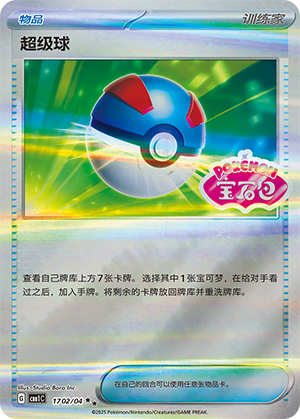 物品
训练家
超级球
POKÉMON
宝石包
查看自己牌库上方7张卡牌。选择其中1张宝可梦，在给对手看
过之后，加入手牌。将剩余的卡牌放回牌库并重洗牌库。
Illus. Studio Bora Inc.
在自己的回合可以使用任意张物品卡。
G CBB1C 1702/04
©2025 Pokémon/Nintendo/Creatures/GAME FREAK.